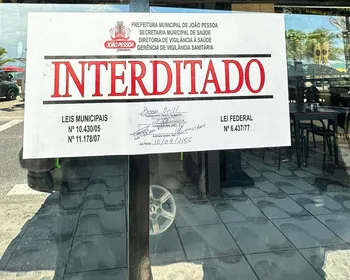 PREFEITURA MUNICIPAL DE JOÃO PESSOA
SECRETARIA MUNICIPAL DE SAÚDE
DIRETORIA DE VIGILÂNCIA À SAÚDE
GERÊNCIA DE VIGILÂNCIA SANITÁRIA
JOÃO PESSOA
INTERDITADO
LEIS MUNICIPAIS
Nº 10.430/05
Nº 11.178/07
LEI FEDERAL
Nº 6.437/77